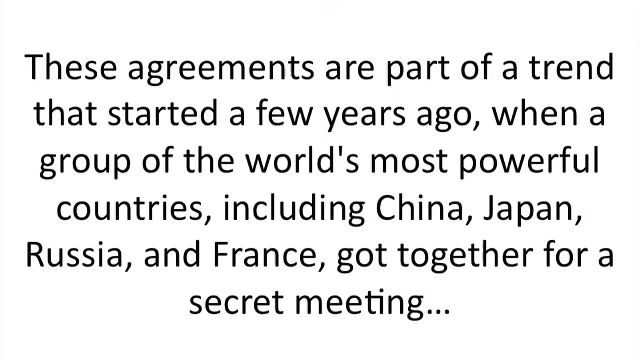 These agreements are part of a trend
that started a few years ago, when a
group of the world's most powerful
countries, including China, Japan,
Russia, and France, got together for a
secret meeting...